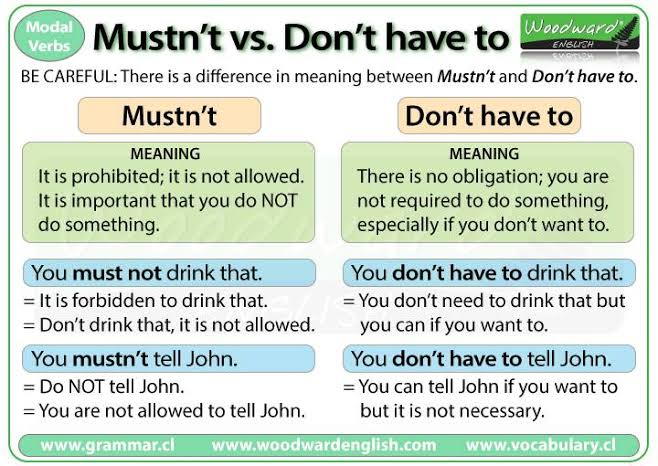 Modal
Verbs
Mustn't vs. Don't have to
Woodward®
ENGLISH
BE CAREFUL: There is a difference in meaning between Mustn't and Don't have to.
Mustn't
MEANING
It is prohibited; it is not allowed.
It is important that you do NOT
do something.
You must not drink that.
= It is forbidden to drink that.
= Don't drink that, it is not allowed.
You mustn't tell John.
= Do NOT tell John.
= You are not allowed to tell John.
Don't have to
MEANING
There is no obligation; you are
not required to do something,
especially if you don't want to.
You don't have to drink that.
= You don't need to drink that but
you can if you want to.
You don't have to tell John.
= You can tell John if you want to
but it is not necessary.
Woodward
ENGLISH
www.grammar.cl www.woodwardenglish.com www.vocabulary.cl